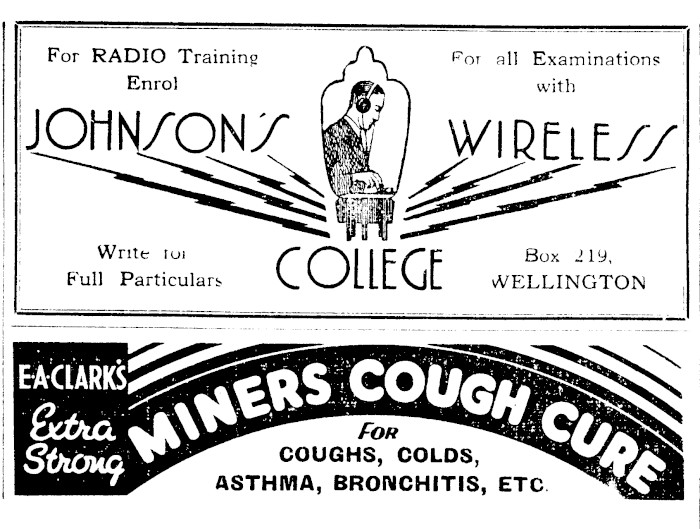 For RADIO Training
Enrol
For all Examinations
with
JOHNSON'S WIRELESS
COLLEGE
Write for
Full Particulars
Box 219,
WELLINGTON
E.A.CLARK'S
Extra
Strong
MINERS COUGH CURE
FOR
COUGHS, COLDS,
ASTHMA, BRONCHITIS, ETC.